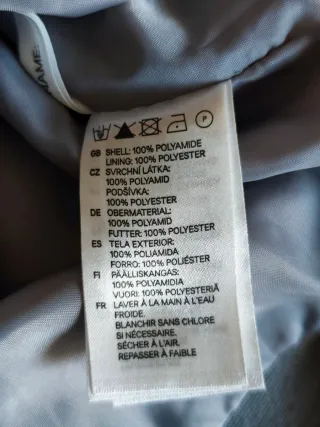 NAME:
P
GB SHELL: 100% POLYAMIDE
LINING: 100% POLYESTER
CZ SVRCHNÍ LÁTKA:
100% POLYAMID
PODŠÍVKA:
100% POLYESTER
DE OBERMATERIAL:
100% POLYAMID
FUTTER: 100% POLYESTER
ES TELA EXTERIOR:
100% POLIAMIDA
FORRO: 100% POLIÉSTER
FI PÄÄLLISKANGAS:
100% POLYAMIDIA
VUORI: 100% POLYESTERIÄ
FR LAVER À LA MAIN À L'EAU
FROIDE.
BLANCHIR SANS CHLORE
SI NÉCESSAIRE.
SÉCHER À L'AIR.
REPASSER À FAIBLE